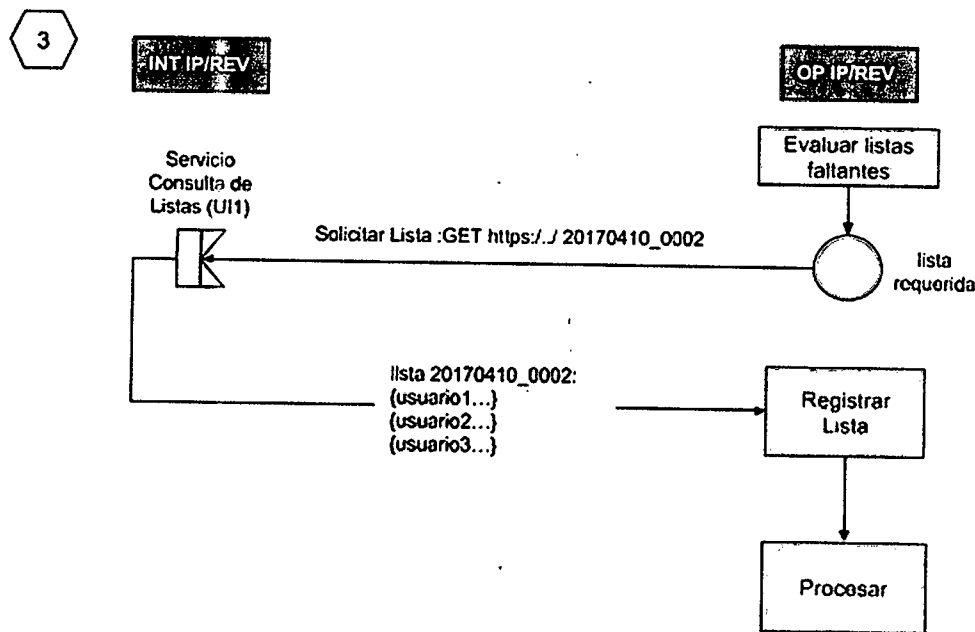 3
INT IP/REV
OP IP/REV
Evaluar listas
faltantes
Servicio
Consulta de
Listas (UI1)
Solicitar Lista :GET https:/../ 20170410_0002
lista
requerida
lista 20170410_0002:
{usuario1...}
{usuario2...}
{usuario3...}
Registrar
Lista
Procesar